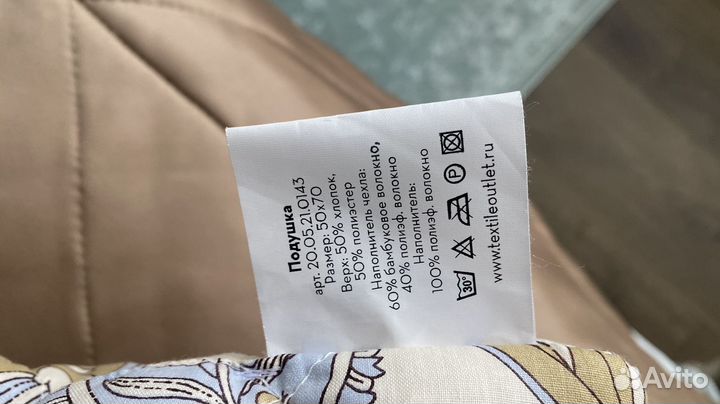 Подушка
арт. 20.05.21.0143
Размер: 50х70
Верх: 50% хлопок,
50% полиэстер
Наполнитель чехла:
60% бамбуковое волокно,
40% полиэф. волокно
Наполнитель:
100% полиэф. волокно
30°
P
www.textileoutlet.ru
Avito